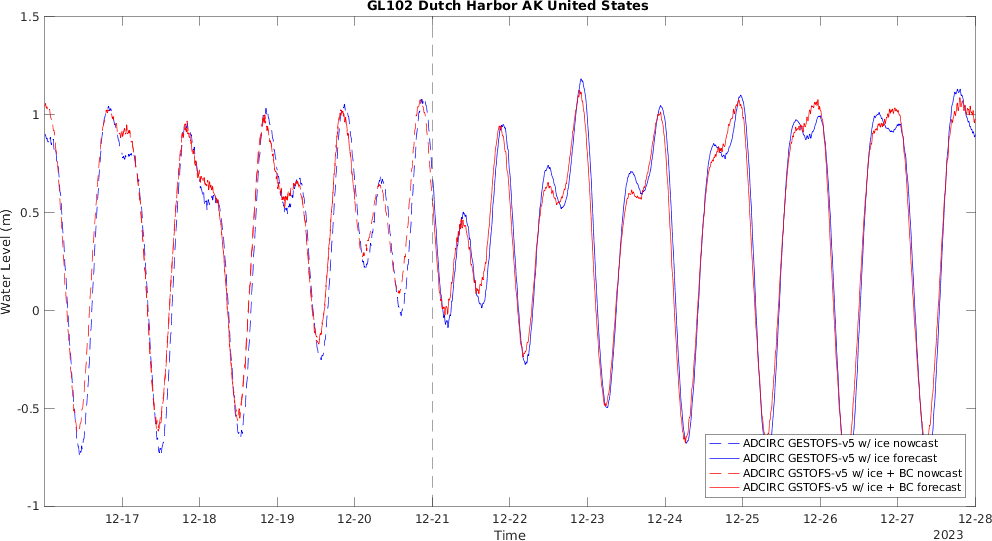 GL102 Dutch Harbor AK United States
1.5
1
0.5
0
-0.5
-1
Water Level (m)
12-17 12-18 12-19 12-20 12-21 12-22 12-23 12-24 12-25 12-26 12-27 12-28
Time
2023
ADCIRC GESTOFS-v5 w/ ice nowcast
ADCIRC GESTOFS-v5 w/ ice forecast
ADCIRC GSTOFS-v5 w/ ice + BC nowcast
ADCIRC GSTOFS-v5 w/ ice + BC forecast